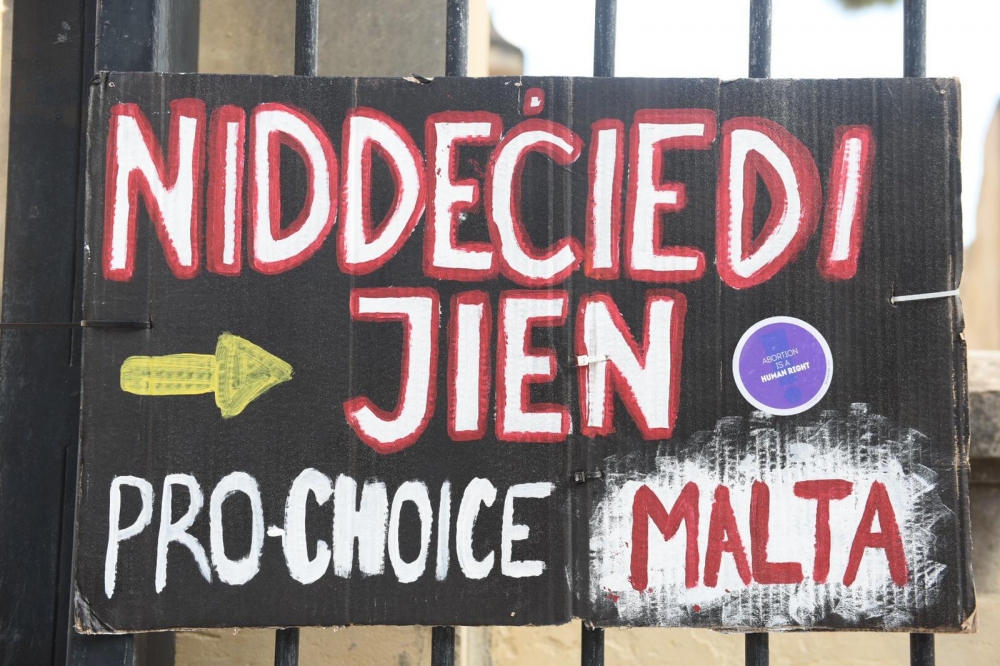 NIDDEĊIEDI
JIEN
ABORTION
IS A
HUMAN RIGHT
PRO-CHOICE MALTA